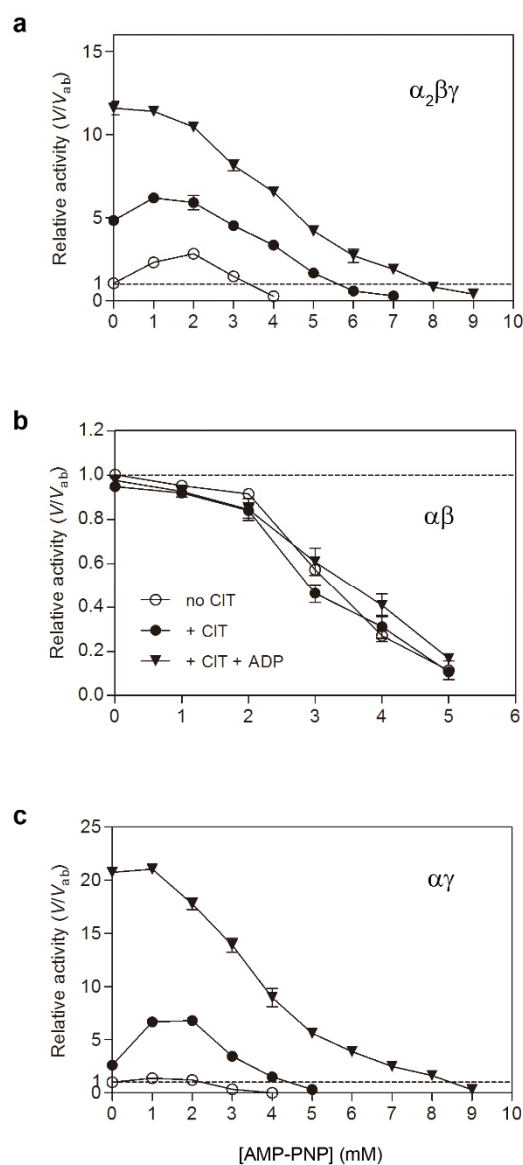 a
α₂βγ
Relative activity (V/Vab)
15
10
5
1
0
0 1 2 3 4 5 6 7 8 9 10
b
αβ
Relative activity (V/Vab)
1.2
1.0
0.8
0.6
0.4
0.2
0.0
no CIT
+ CIT
+ CIT + ADP
0 1 2 3 4 5 6
c
αγ
Relative activity (V/Vab)
25
20
15
10
5
1
0
0 1 2 3 4 5 6 7 8 9 10
[AMP-PNP] (mM)